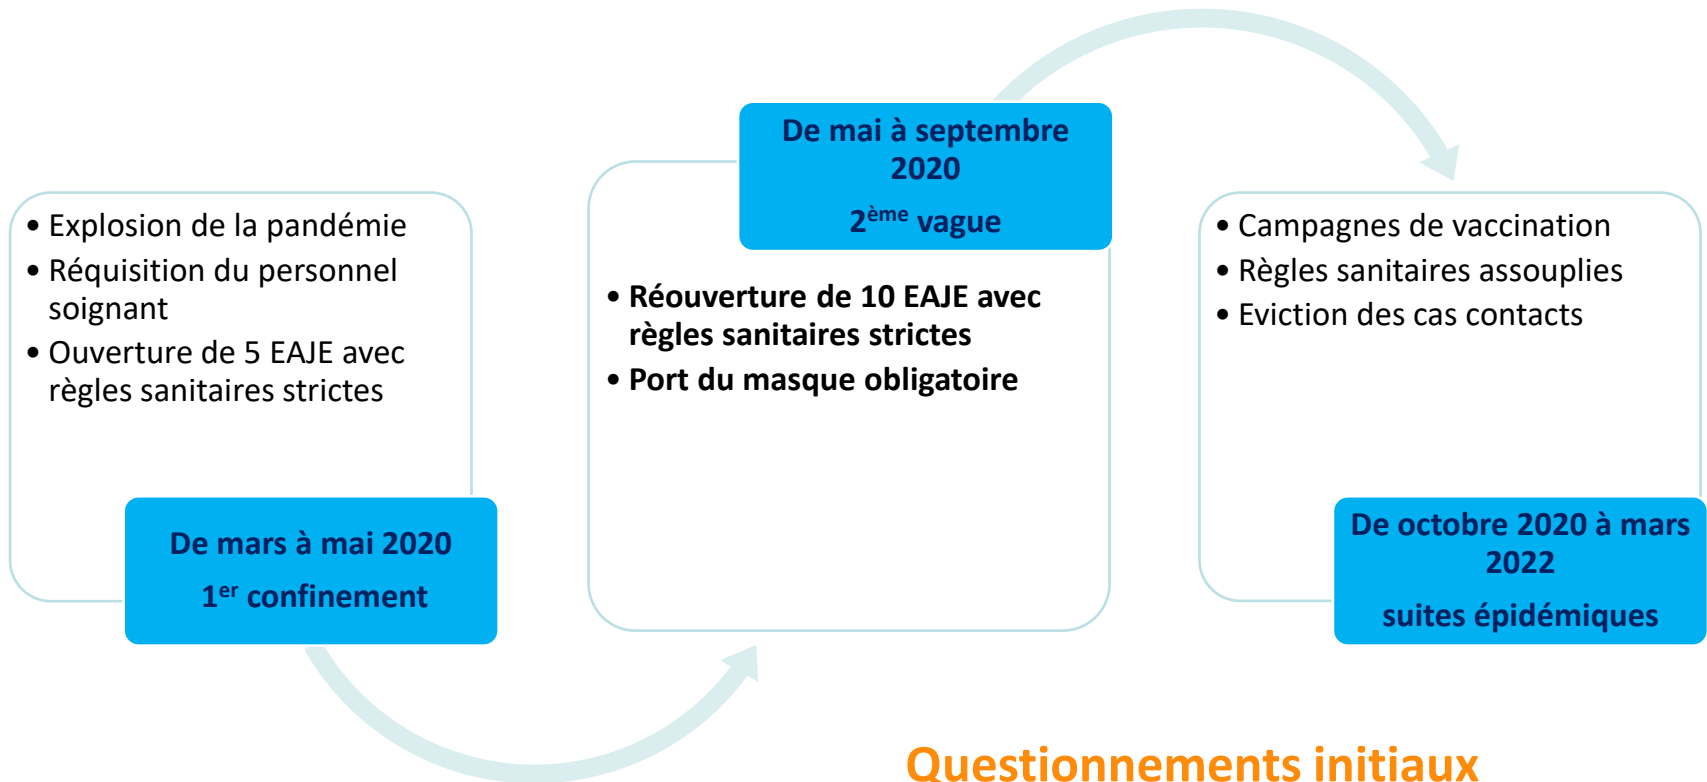 • Explosion de la pandémie
• Réquisition du personnel
soignant
• Ouverture de 5 EAJE avec
règles sanitaires strictes
De mars à mai 2020
1er confinement
De mai à septembre
2020
2ème vague
• Réouverture de 10 EAJE avec
règles sanitaires strictes
• Port du masque obligatoire
• Campagnes de vaccination
• Règles sanitaires assouplies
• Eviction des cas contacts
De octobre 2020 à mars
2022
suites épidémiques
Questionnements initiaux